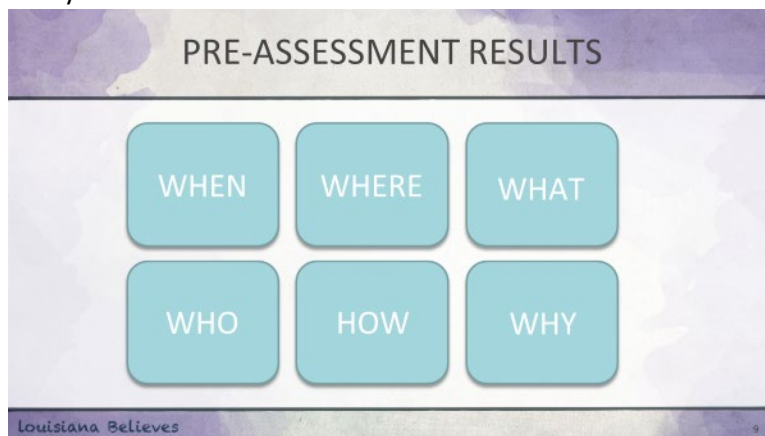 PRE-ASSESSMENT RESULTS
WHEN WHERE WHAT
WHO HOW WHY
Louisiana Believes
9